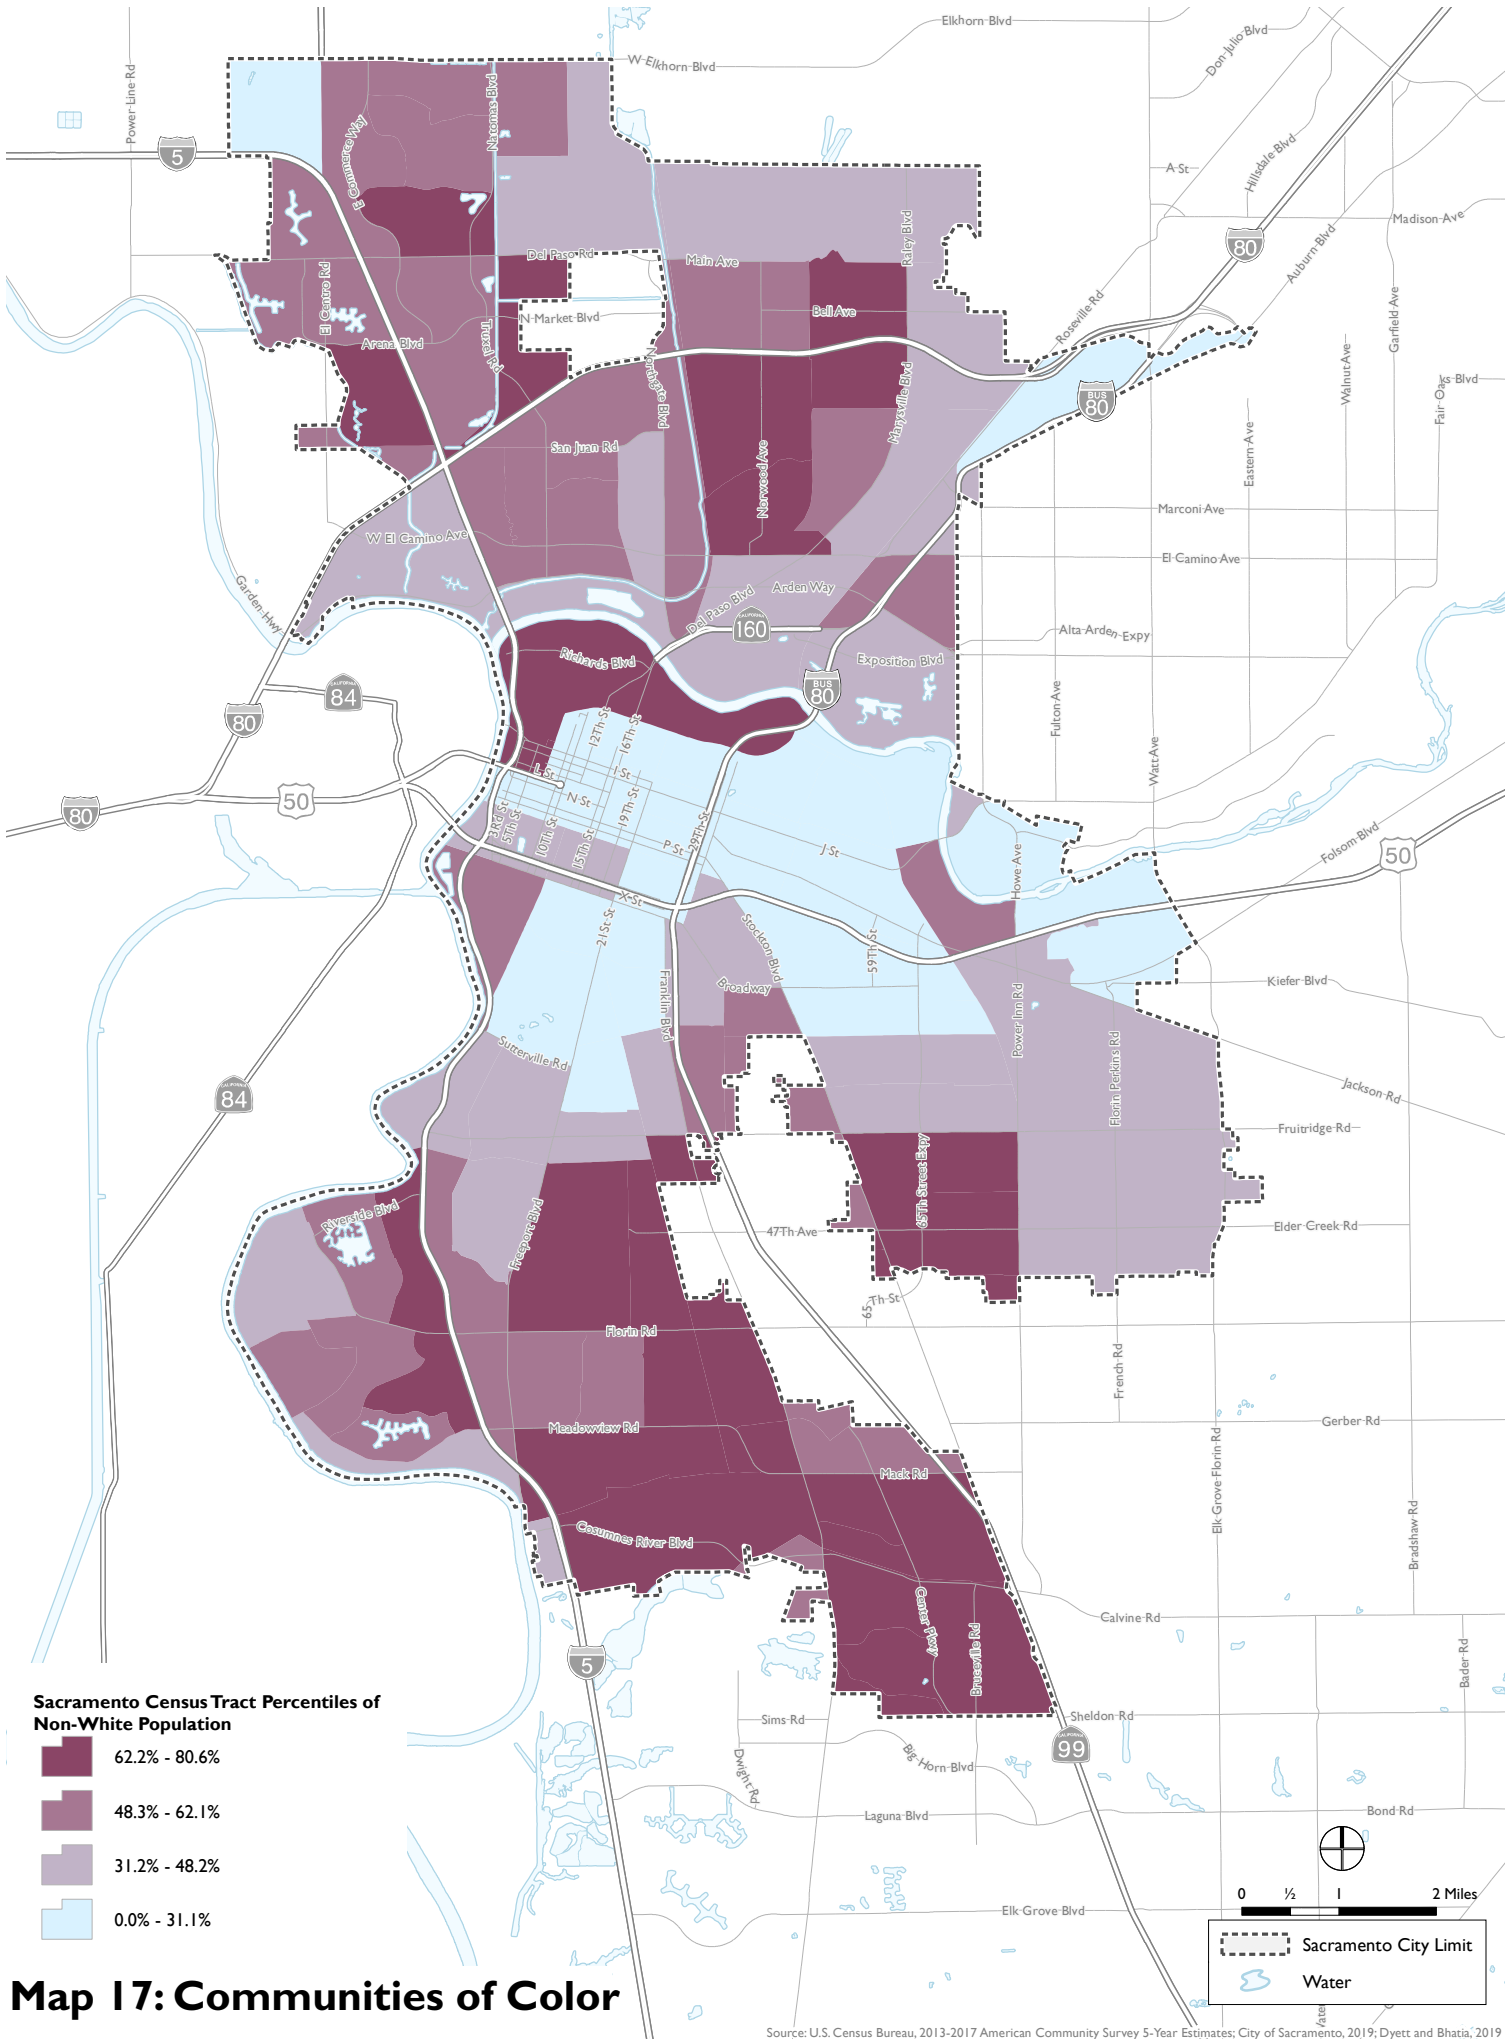 Elkhorn Blvd
W Elkhorn Blvd
Don Julio Blvd
Power Line Rd
Natomas Blvd
E Commerce Way
5
A St
Hillsdale Blvd
Madison Ave
80
Auburn Blvd
Raley Blvd
Del Paso Rd
Main Ave
El Centro Rd
N Market Blvd
Bell Ave
Roseville Rd
Garfield Ave
Arena Blvd
Truxel Rd
Northgate Blvd
Walnut Ave
Fair Oaks Blvd
BUS
80
Marysville Blvd
San Juan Rd
Norwood Ave
Eastern Ave
Marconi Ave
W El Camino Ave
El Camino Ave
Garden Hwy
Arden Way
Del Paso Blvd
CALIFORNIA
160
Alta Arden Expy
Richards Blvd
Exposition Blvd
BUS
80
CALIFORNIA
84
80
Fulton Ave
Watt Ave
12Th St
16Th St
L St
I St
N St
50
80
3Rd St
5Th St
10Th St
15Th St
19Th St
P St
29Th St
J St
Howe Ave
Folsom Blvd
50
X St
21St St
Stockton Blvd
59Th St
Franklin Blvd
Broadway
Power Inn Rd
Kiefer Blvd
Sutterville Rd
Florin Perkins Rd
CALIFORNIA
84
Jackson Rd
Fruitridge Rd
65Th Street Expy
Riverside Blvd
Freeport Blvd
47Th Ave
Elder Creek Rd
65Th St
Florin Rd
French Rd
Meadowview Rd
Gerber Rd
Mack Rd
Elk Grove Florin Rd
Bradshaw Rd
Cosumnes River Blvd
Center Pkwy
Bruceville Rd
Calvine Rd
Bader Rd
5
Sims Rd
Sheldon Rd
CALIFORNIA
99
Dwight Rd
Big Horn Blvd
Laguna Blvd
Bond Rd
Elk Grove Blvd
Sacramento Census Tract Percentiles of
Non-White Population
62.2% - 80.6%
48.3% - 62.1%
31.2% - 48.2%
0.0% - 31.1%
0 ½ 1 2 Miles
Sacramento City Limit
Water
Map 17: Communities of Color
Source: U.S. Census Bureau, 2013-2017 American Community Survey 5-Year Estimates; City of Sacramento, 2019; Dyett and Bhatia, 2019